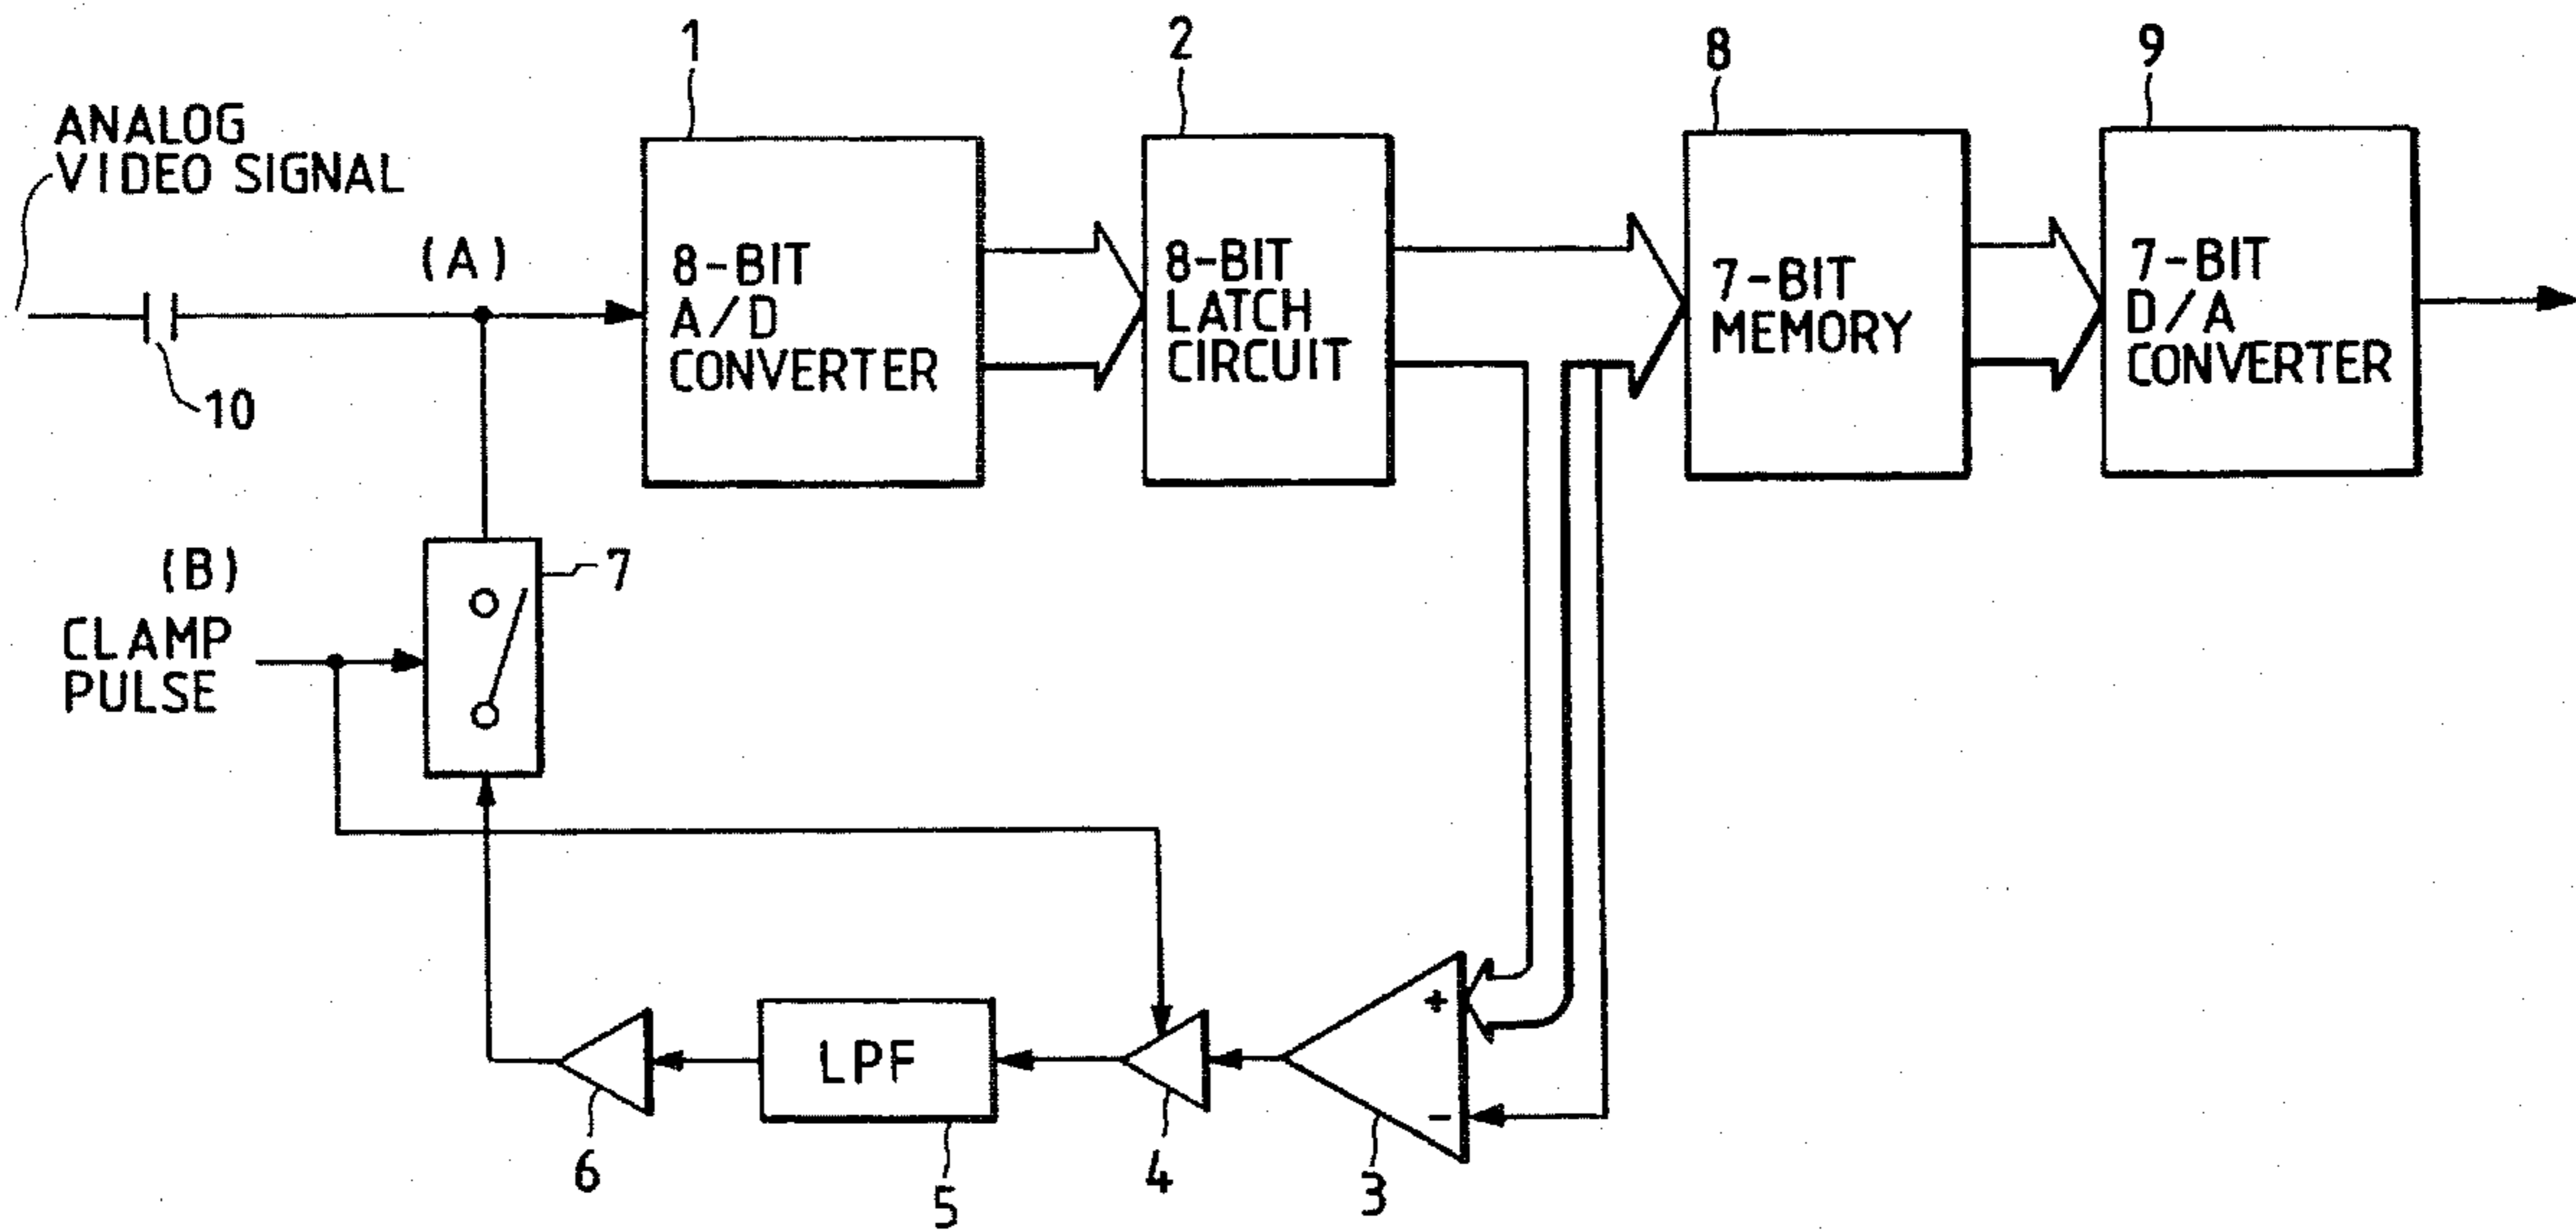 1
2
8
9
ANALOG
VIDEO SIGNAL
(A)
8-BIT
A/D
CONVERTER
8-BIT
LATCH
CIRCUIT
7-BIT
MEMORY
7-BIT
D/A
CONVERTER
10
(B)
CLAMP
PULSE
7
+
-
LPF
6
5
4
3